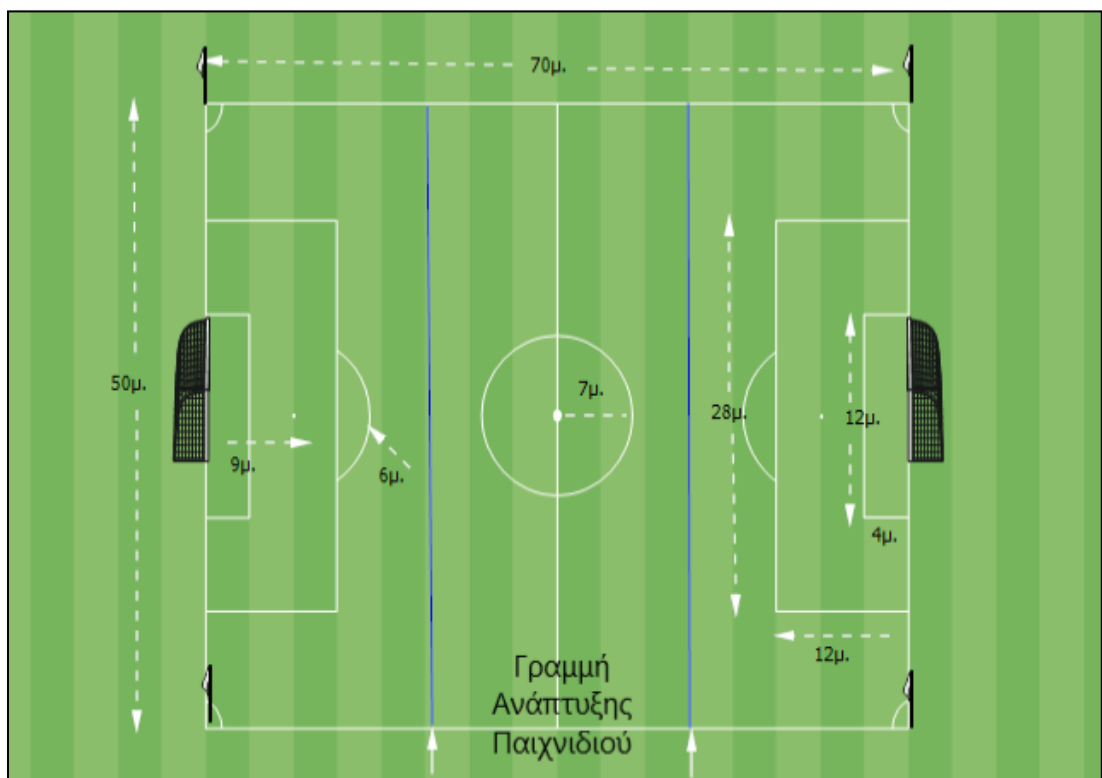 70μ.
50μ.
7μ.
28μ.
12μ.
9μ.
6μ.
4μ.
12μ.
Γραμμή
Ανάπτυξης
Παιχνιδιού